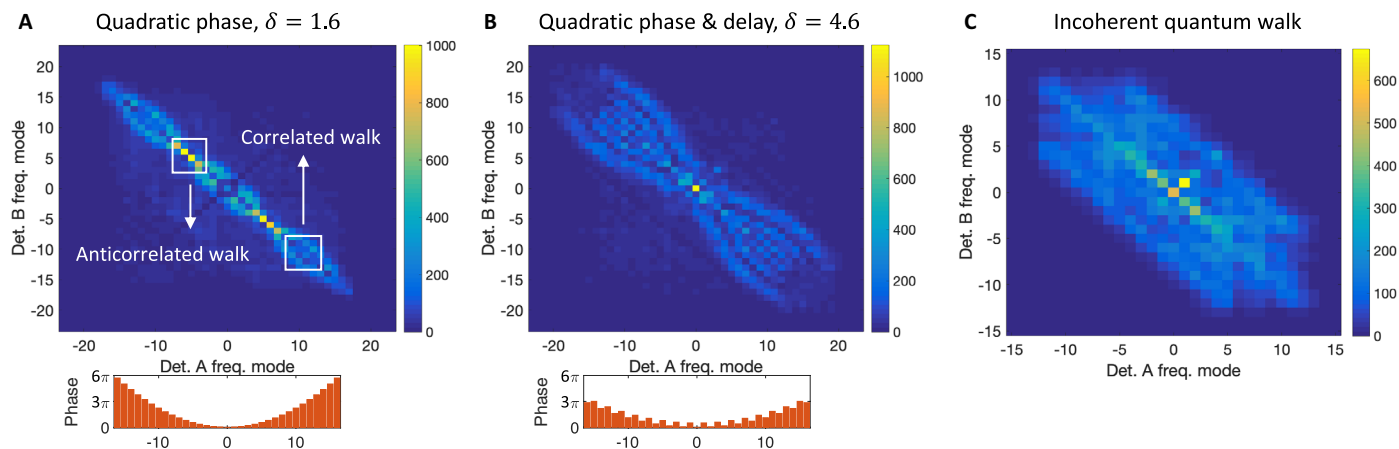 A
Quadratic phase, δ = 1.6
Det. B freq. mode
20
15
10
5
0
-5
-10
-15
-20
Correlated walk
Anticorrelated walk
1000
800
600
400
200
0
-20 -10 0 10 20
Det. A freq. mode
Phase
6π
3π
0
-10 0 10
B
Quadratic phase & delay, δ = 4.6
Det. B freq. mode
20
15
10
5
0
-5
-10
-15
-20
1000
800
600
400
200
0
-20 -10 0 10 20
Det. A freq. mode
Phase
6π
3π
0
-10 0 10
C
Incoherent quantum walk
Det. B freq. mode
15
10
5
0
-5
-10
-15
600
500
400
300
200
100
0
-15 -10 -5 0 5 10 15
Det. A freq. mode